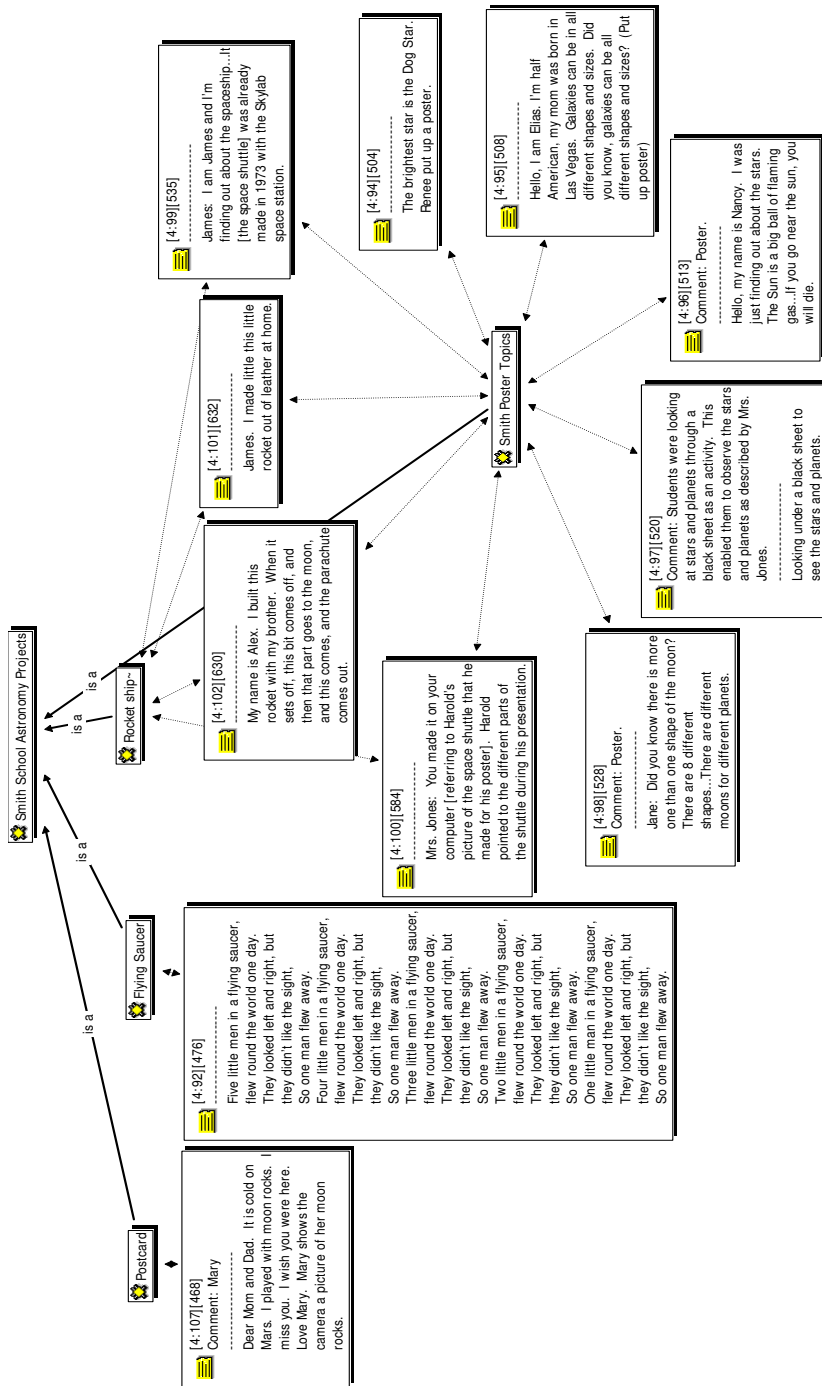 Smith School Astronomy Projects
is a
is a
is a
is a
Postcard
Flying Saucer
Rocket ship~
Smith Poster Topics
[4:107][468]
Comment: Mary
--------------------
Dear Mom and Dad. It is cold on
Mars. I played with moon rocks. I
miss you. I wish you were here.
Love Mary. Mary shows the
camera a picture of her moon
rocks.
[4:92][476]
--------------------
Five little men in a flying saucer,
flew round the world one day.
They looked left and right, but
they didn't like the sight,
So one man flew away.
Four little men in a flying saucer,
flew round the world one day.
They looked left and right, but
they didn't like the sight,
So one man flew away.
Three little men in a flying saucer,
flew round the world one day.
They looked left and right, but
they didn't like the sight,
So one man flew away.
Two little men in a flying saucer,
flew round the world one day.
They looked left and right, but
they didn't like the sight,
So one man flew away.
One little man in a flying saucer,
flew round the world one day.
They looked left and right, but
they didn't like the sight,
So one man flew away.
[4:102][630]
--------------------
My name is Alex. I built this
rocket with my brother. When it
sets off, this bit comes off, and
then that part goes to the moon,
and this comes, and the parachute
comes out.
[4:101][632]
--------------------
James. I made little this little
rocket out of leather at home.
[4:99][535]
--------------------
James: I am James and I'm
finding out about the spaceship...It
[the space shuttle] was already
made in 1973 with the Skylab
space station.
[4:100][584]
--------------------
Mrs. Jones: You made it on your
computer [referring to Harold's
picture of the space shuttle that he
made for his poster]. Harold
pointed to the different parts of
the shuttle during his presentation.
[4:94][504]
--------------------
The brightest star is the Dog Star.
Renee put up a poster.
[4:95][508]
--------------------
Hello, I am Elias. I'm half
American, my mom was born in
Las Vegas. Galaxies can be in all
different shapes and sizes. Did
you know, galaxies can be all
different shapes and sizes? (Put
up poster)
[4:98][528]
Comment: Poster.
--------------------
Jane: Did you know there is more
one than one shape of the moon?
There are 8 different
shapes...There are different
moons for different planets.
[4:97][520]
Comment: Students were looking
at stars and planets through a
black sheet as an activity. This
enabled them to observe the stars
and planets as described by Mrs.
Jones.
--------------------
Looking under a black sheet to
see the stars and planets.
[4:96][513]
Comment: Poster.
--------------------
Hello, my name is Nancy. I was
just finding out about the stars.
The Sun is a big ball of flaming
gas...If you go near the sun, you
will die.